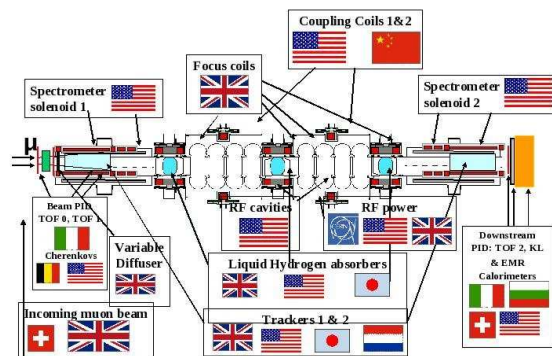 Coupling Coils 1&2
Focus coils
Spectrometer
solenoid 1
Spectrometer
solenoid 2
μ
Beam PID
TOF 0, TOF 1
Cherenkovs
Variable
Diffuser
RF cavities
RF power
Downstream
PID: TOF 2, KL
& EMR
Calorimeters
Liquid Hydrogen absorbers
Incoming muon beam
Trackers 1 & 2